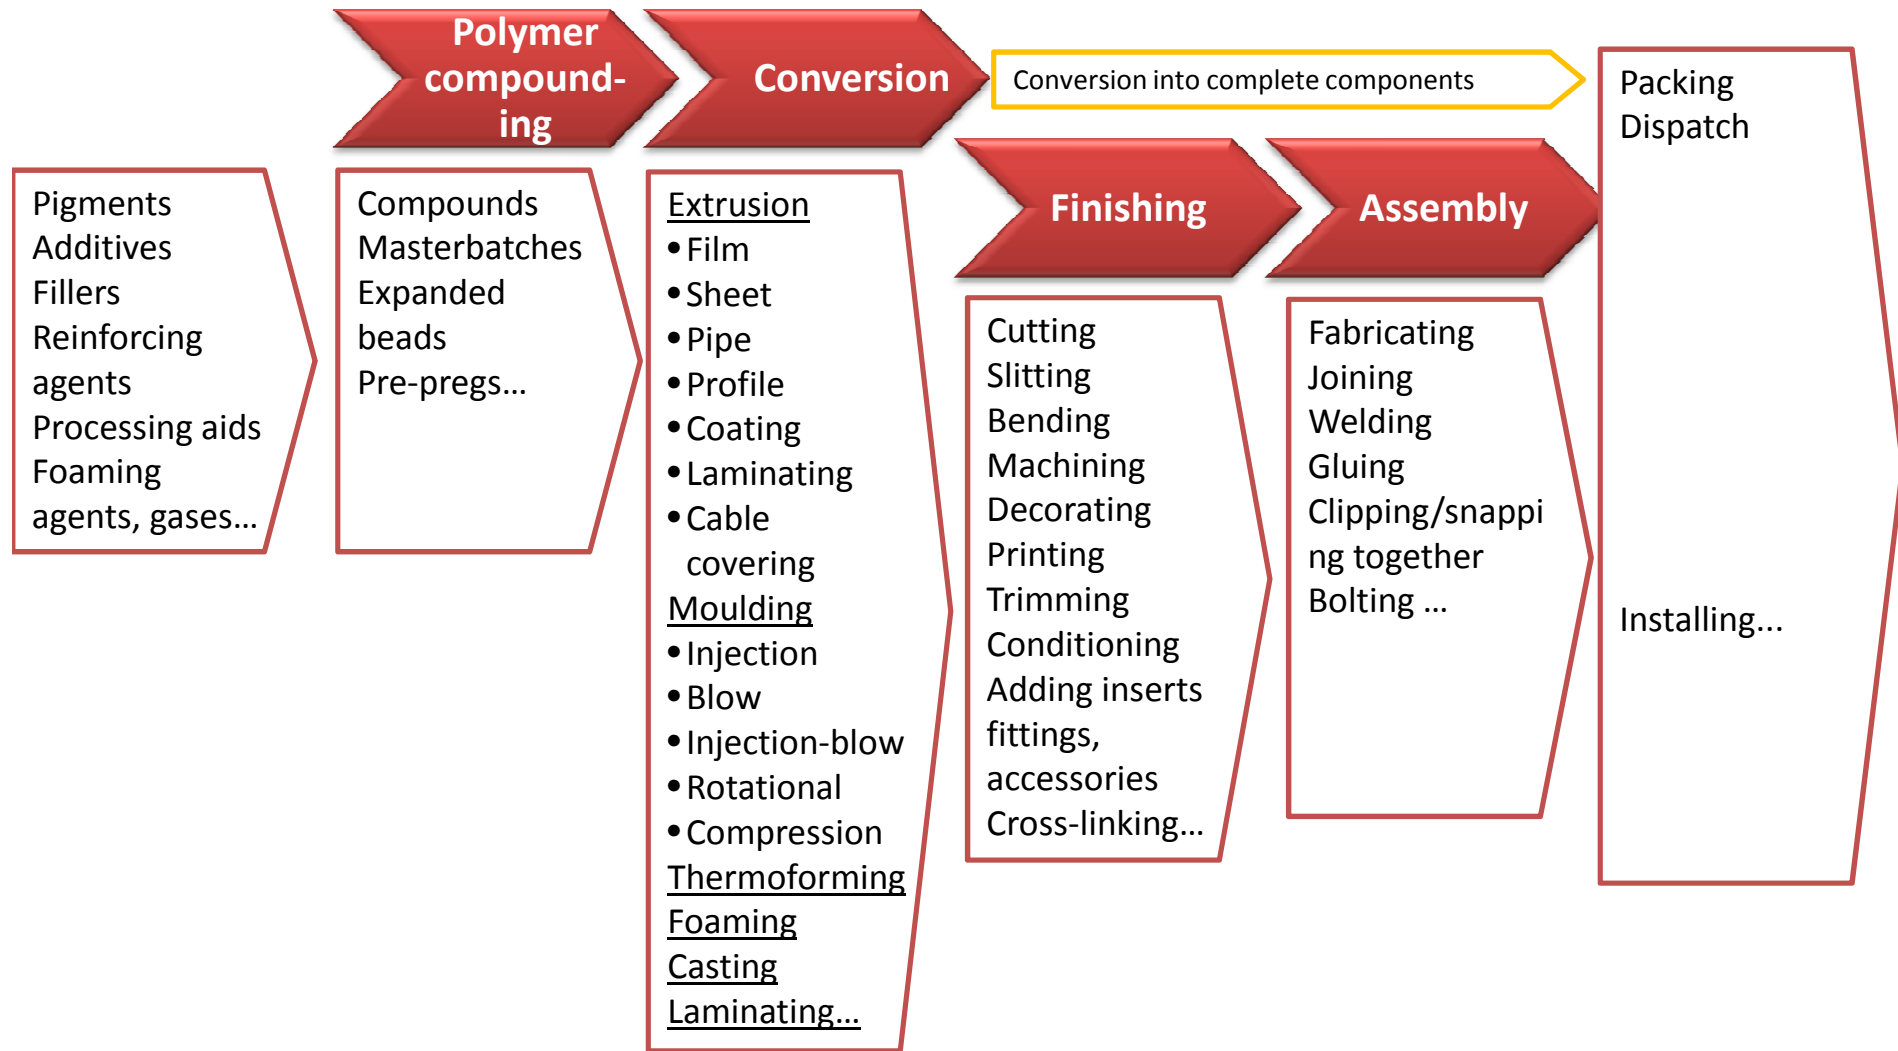 Polymer
compound-
ing
Conversion
Conversion into complete components
Pigments
Additives
Fillers
Reinforcing
agents
Processing aids
Foaming
agents, gases…
Compounds
Masterbatches
Expanded
beads
Pre-pregs…
Extrusion
• Film
• Sheet
• Pipe
• Profile
• Coating
• Laminating
• Cable
covering
Moulding
• Injection
• Blow
• Injection-blow
• Rotational
• Compression
Thermoforming
Foaming
Casting
Laminating…
Finishing
Cutting
Slitting
Bending
Machining
Decorating
Printing
Trimming
Conditioning
Adding inserts
fittings,
accessories
Cross-linking…
Assembly
Fabricating
Joining
Welding
Gluing
Clipping/snappi
ng together
Bolting …
Packing
Dispatch
Installing...